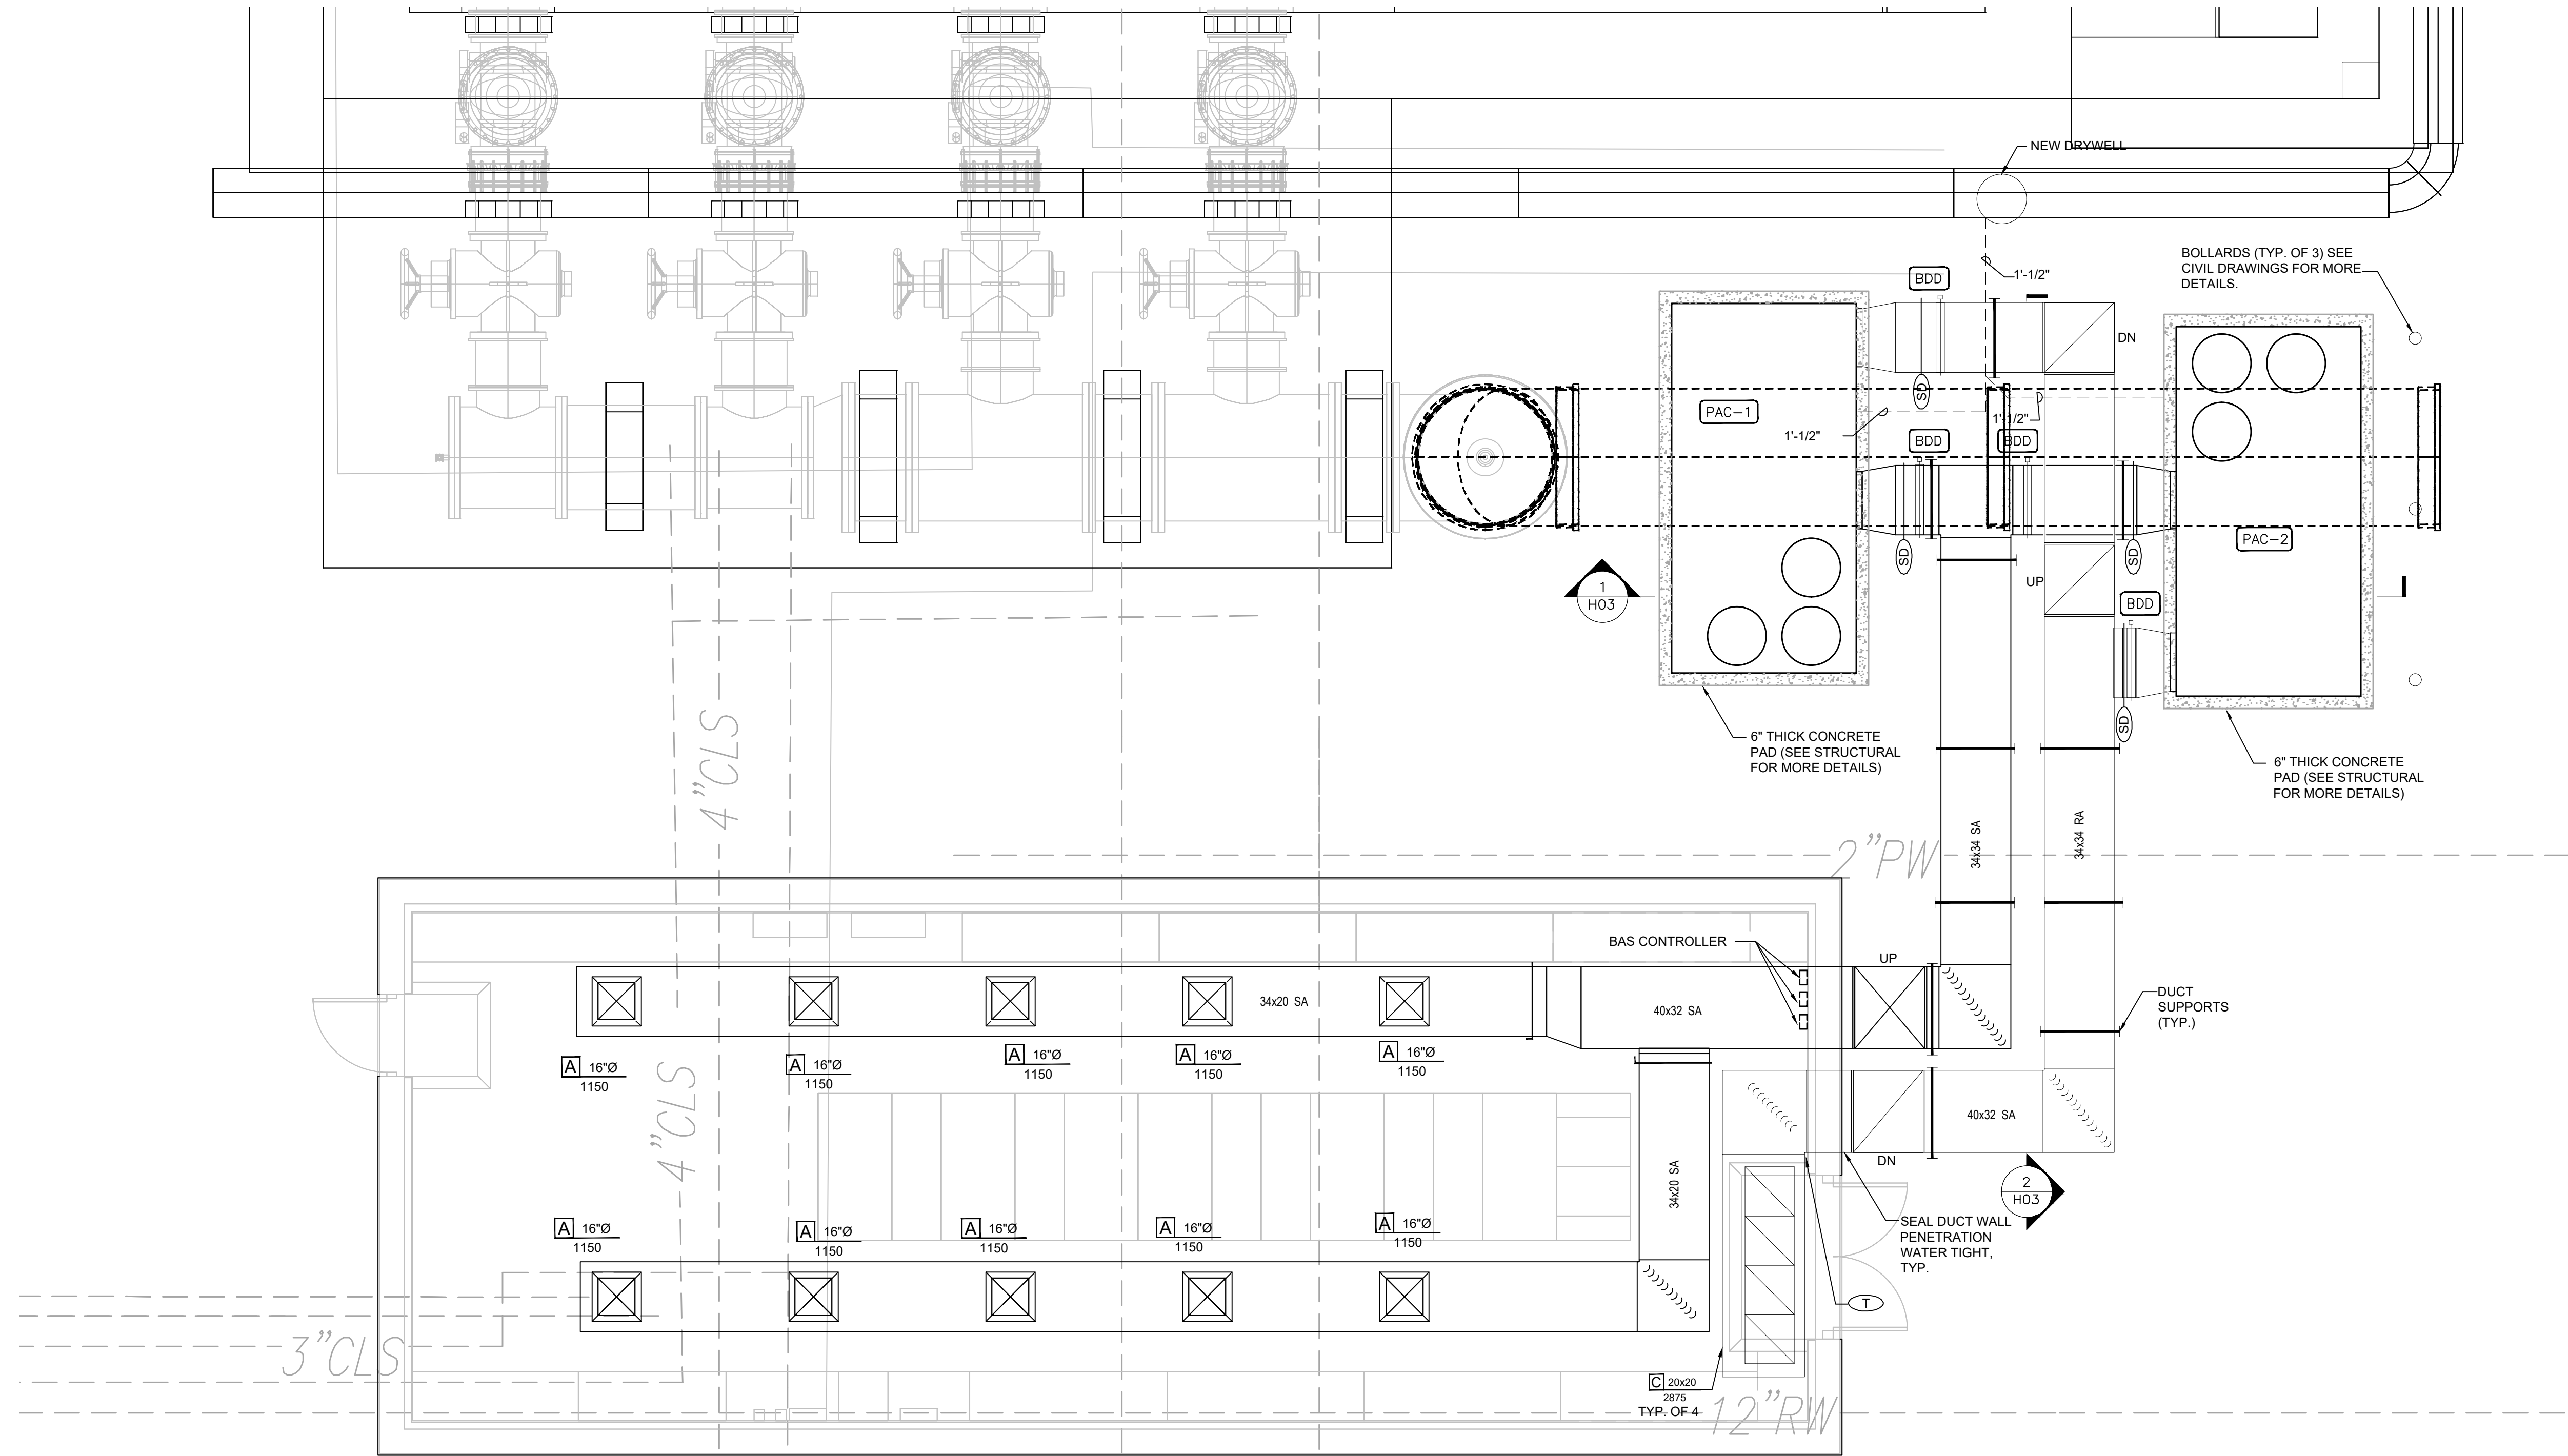 NEW DRYWELL
BOLLARDS (TYP. OF 3) SEE
CIVIL DRAWINGS FOR MORE
DETAILS.
1'-1/2"
BDD
DN
SD
PAC-1
1'-1/2"
1'-1/2"
BDD
BDD
SD
SD
PAC-2
UP
BDD
SD
1
H03
6" THICK CONCRETE
PAD (SEE STRUCTURAL
FOR MORE DETAILS)
6" THICK CONCRETE
PAD (SEE STRUCTURAL
FOR MORE DETAILS)
4"CLS
34x34 SA
34x34 RA
2"PW
BAS CONTROLLER
UP
34x20 SA
40x32 SA
DUCT
SUPPORTS
(TYP.)
A 16"Ø
1150
A 16"Ø
1150
A 16"Ø
1150
A 16"Ø
1150
A 16"Ø
1150
4"CLS
40x32 SA
34x20 SA
DN
2
H03
SEAL DUCT WALL
PENETRATION
WATER TIGHT,
TYP.
A 16"Ø
1150
A 16"Ø
1150
A 16"Ø
1150
A 16"Ø
1150
A 16"Ø
1150
T
3"CLS
C 20x20
2875
TYP. OF 4
12"RW